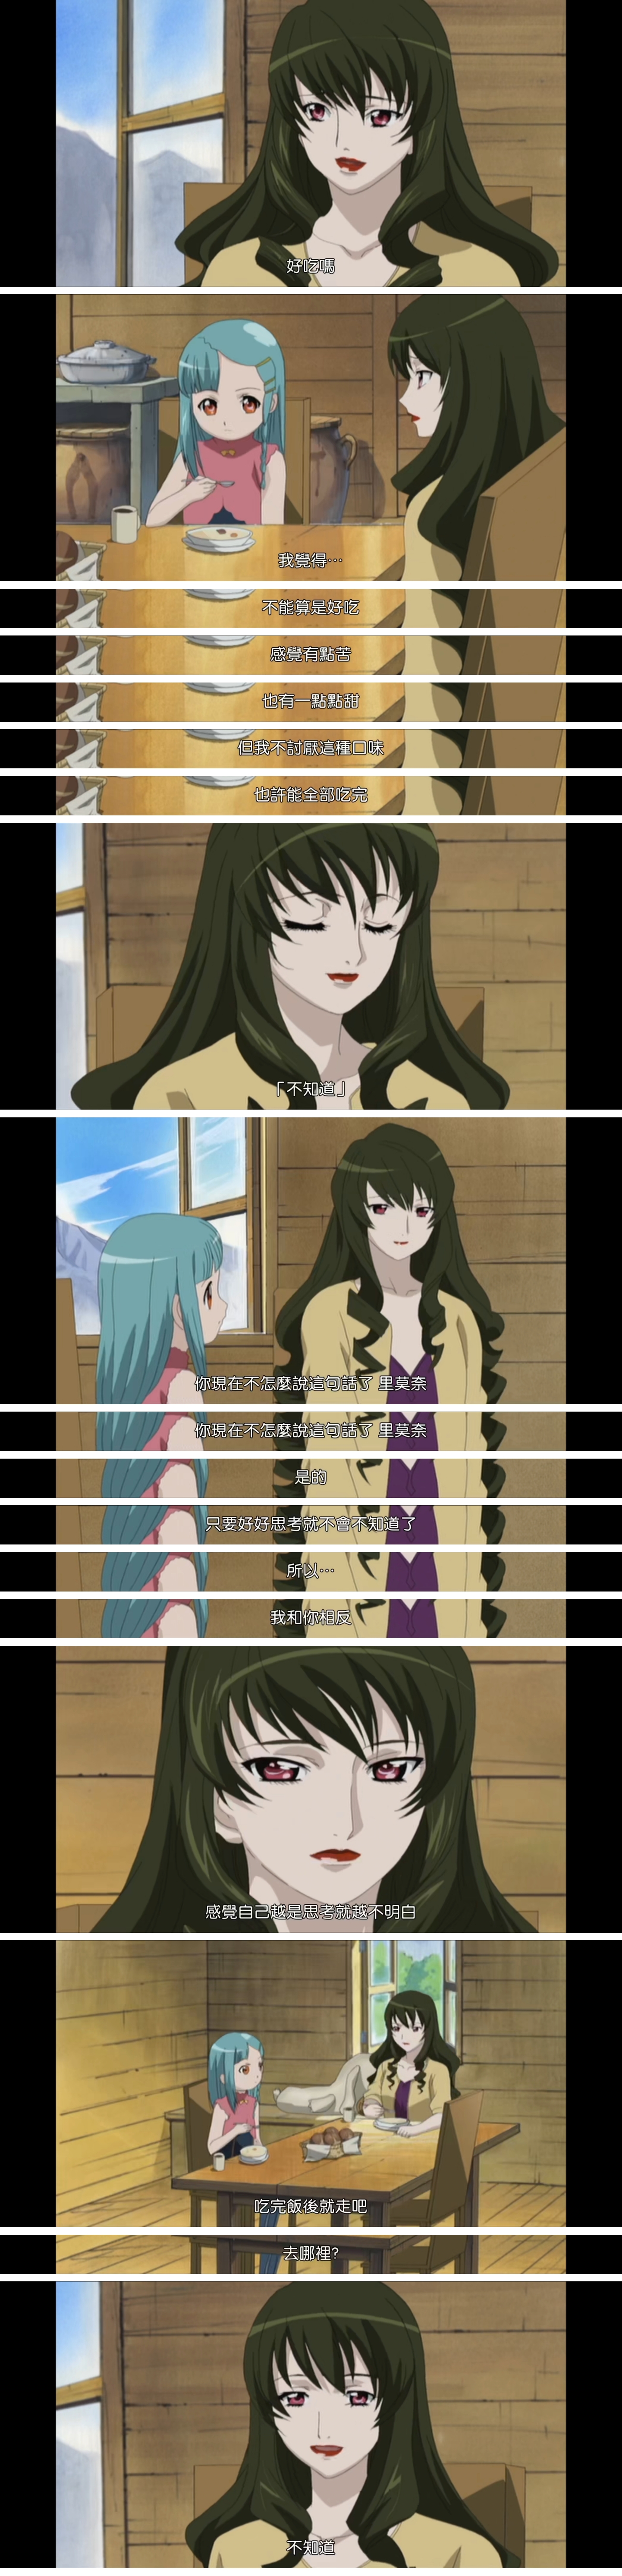 好吃嗎
我覺得…
不能算是好吃
感覺有點苦
也有一點點甜
但我不討厭這種口味
也許能全部吃完
「不知道」
你現在不怎麼說這句話了 里莫奈
你現在不怎麼說這句話了 里莫奈
是的
只要好好思考就不會不知道了
所以…
我和你相反
感覺自己越是思考就越不明白
吃完飯後就走吧
去哪裡?
不知道